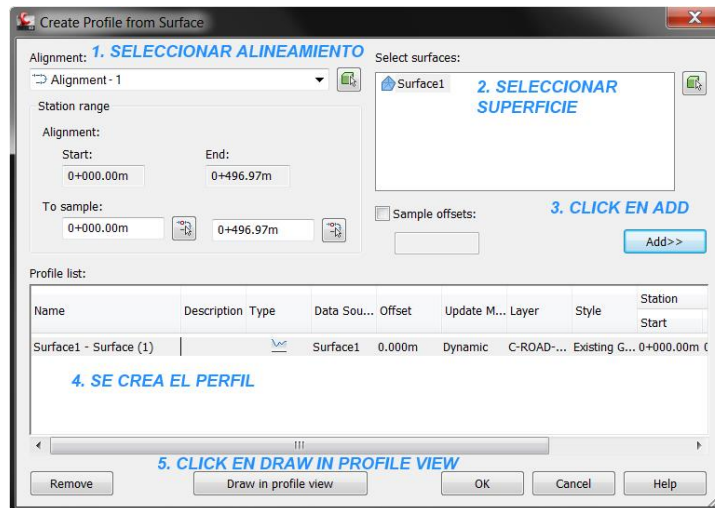 Create Profile from Surface
Alignment: 1. SELECCIONAR ALINEAMIENTO
Alignment - 1
Select surfaces:
Surface1
2. SELECCIONAR
SUPERFICIE
Station range
Alignment:
Start: End:
0+000.00m 0+496.97m
To sample:
0+000.00m 0+496.97m
Sample offsets:
3. CLICK EN ADD
Add>>
Profile list:
Name Description Type Data Sou... Offset Update M... Layer Style Station
Start
Surface1 - Surface (1) Surface1 0.000m Dynamic C-ROAD-... Existing G... 0+000.00m 0
4. SE CREA EL PERFIL
5. CLICK EN DRAW IN PROFILE VIEW
Remove Draw in profile view OK Cancel Help